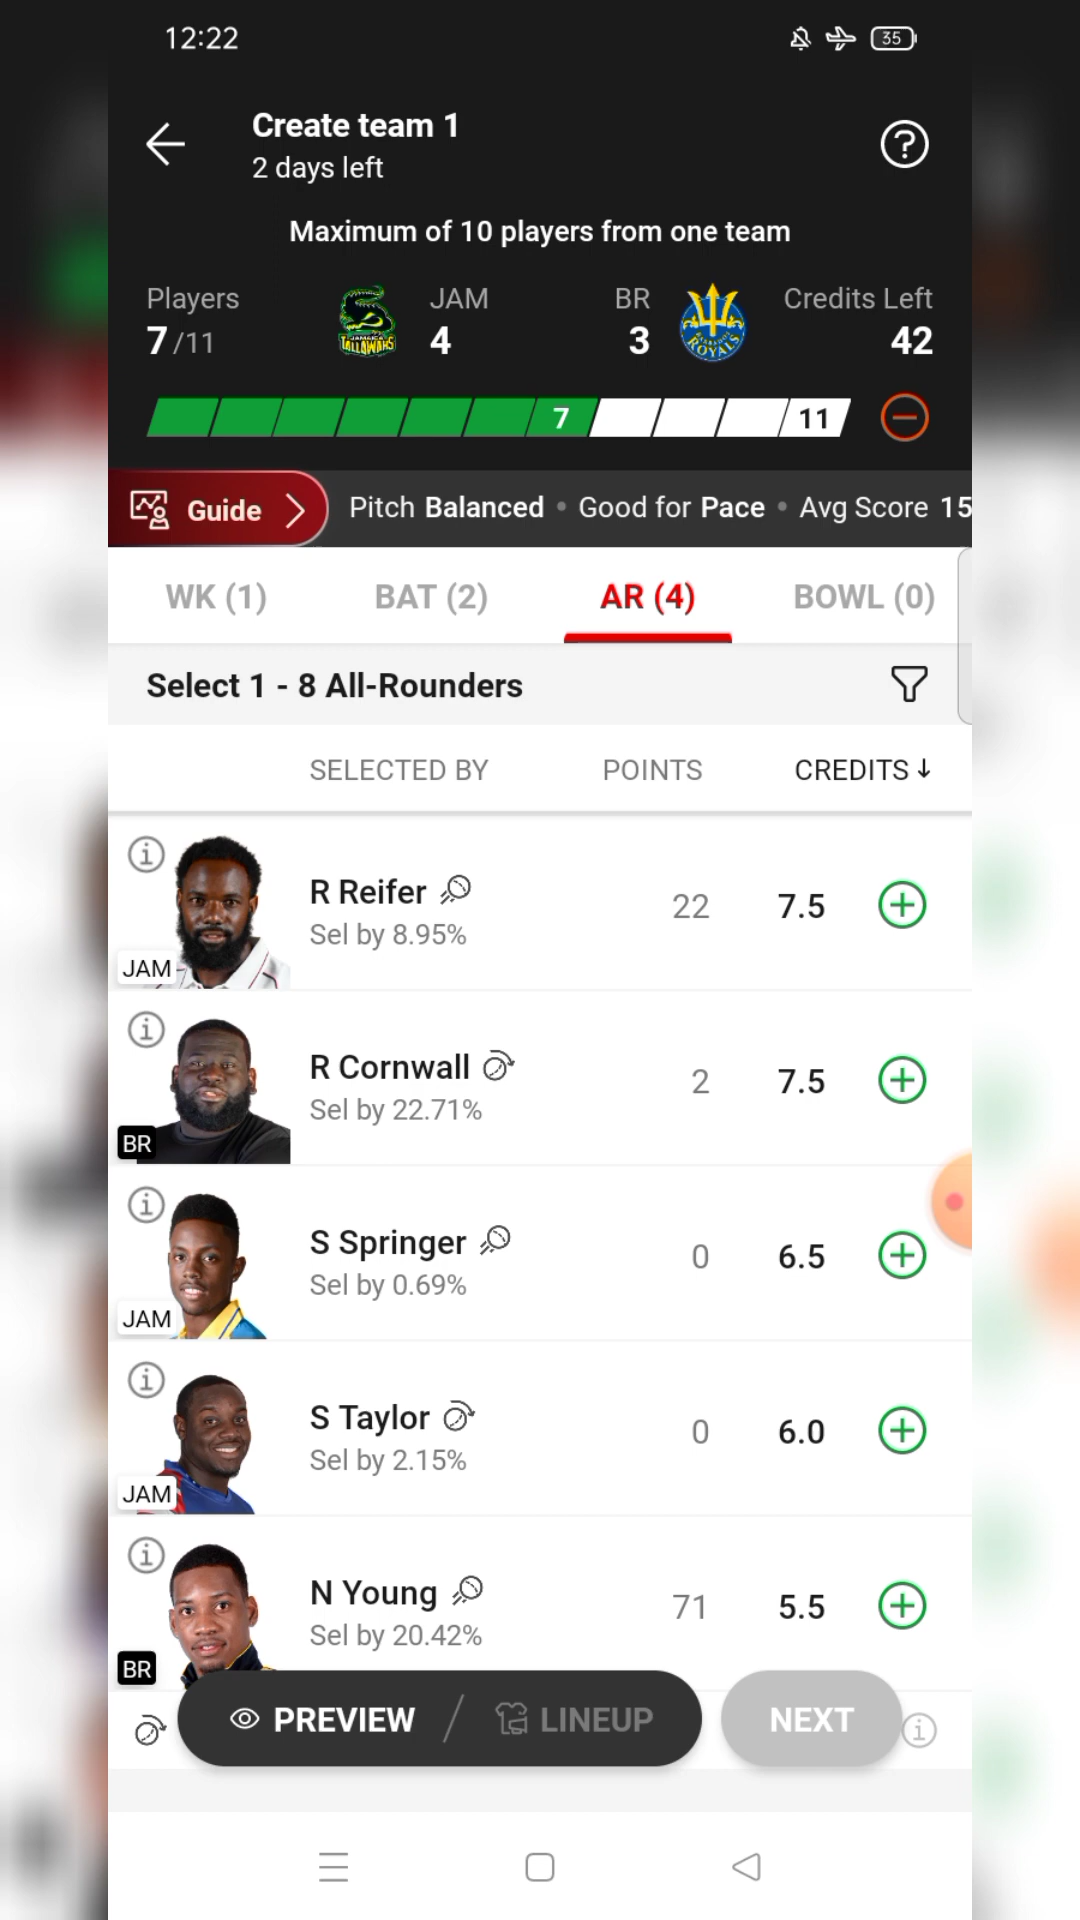 12:22
35
Create team 1
2 days left
Maximum of 10 players from one team
Players
JAM
BR
Credits Left
7/11
4
3
42
JAMAICA
TALLAWAHS
BARBADOS
ROYALS
7
11
Guide
Pitch Balanced • Good for Pace • Avg Score 15
WK (1)
BAT (2)
AR (4)
BOWL (0)
Select 1 - 8 All-Rounders
SELECTED BY
POINTS
CREDITS↓
R Reifer
Sel by 8.95%
22
7.5
JAM
R Cornwall
Sel by 22.71%
2
7.5
BR
S Springer
Sel by 0.69%
0
6.5
JAM
S Taylor
Sel by 2.15%
0
6.0
JAM
N Young
Sel by 20.42%
71
5.5
BR
PREVIEW / LINEUP
NEXT